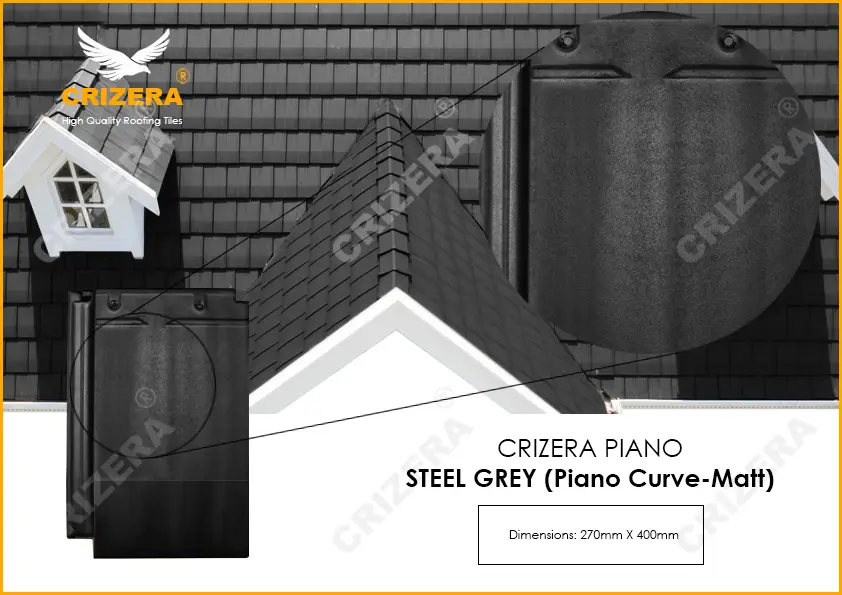 CRIZERA ®
High Quality Roofing Tiles
CRIZERA ®
CRIZERA ®
CRIZERA ®
CRIZERA ®
CRIZERA ®
CRIZERA
CRIZERA PIANO
STEEL GREY (Piano Curve-Matt)
Dimensions: 270mm X 400mm